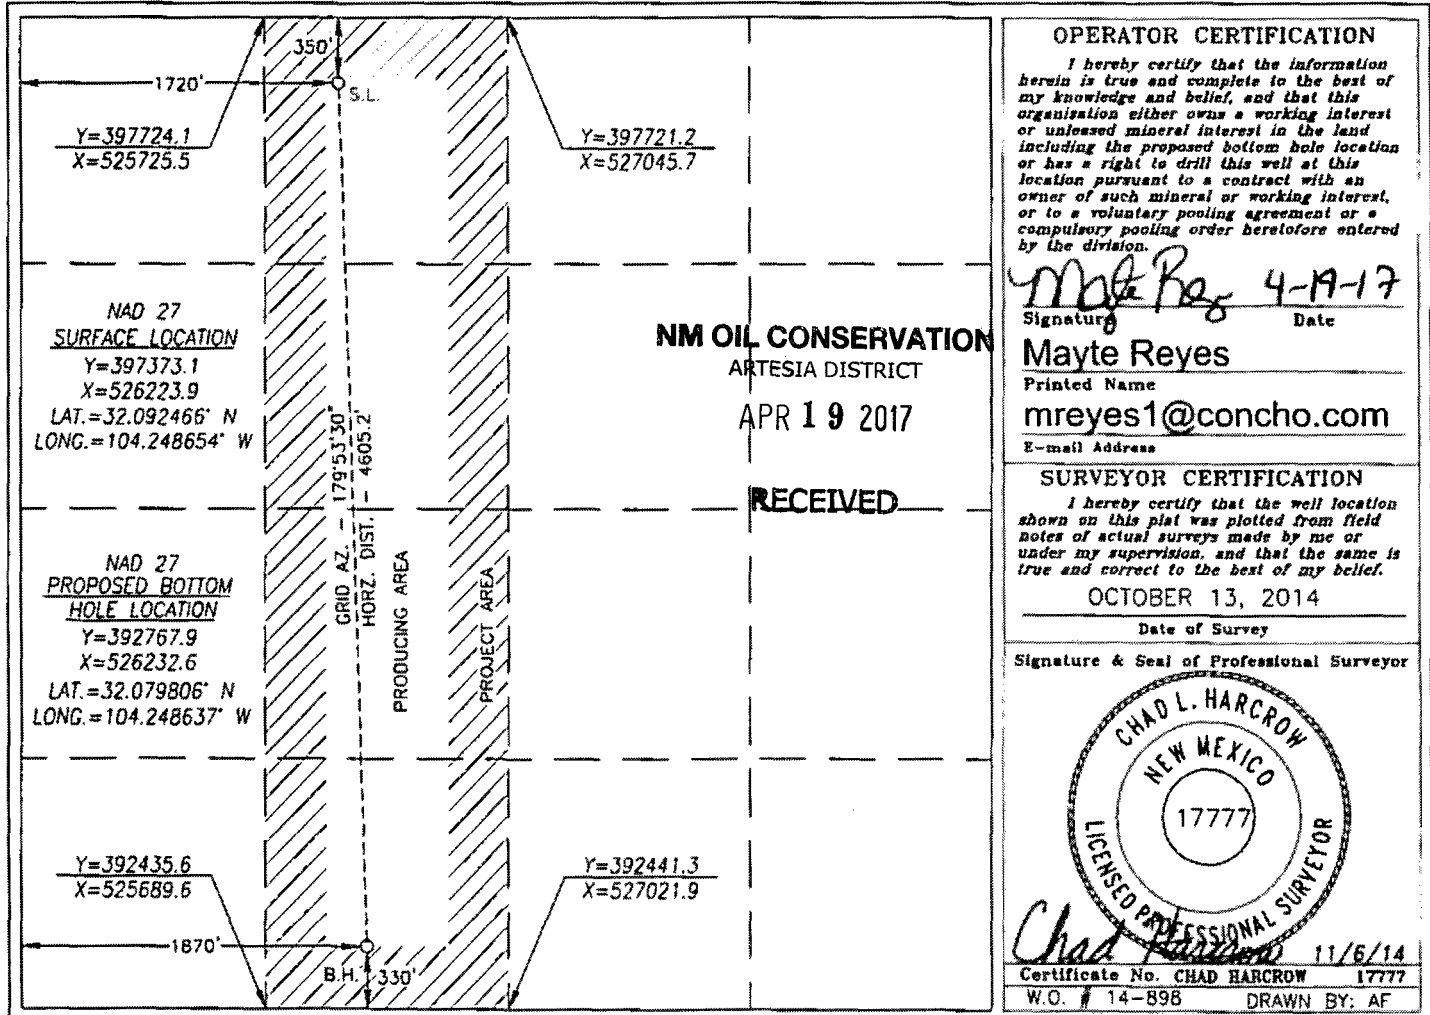 350'
1720'
S.L.
Y=397724.1
X=525725.5
Y=397721.2
X=527045.7
NAD 27
SURFACE LOCATION
Y=397373.1
X=526223.9
LAT.=32.092466° N
LONG.=104.248654° W
NM OIL CONSERVATION
ARTESIA DISTRICT
APR 19 2017
RECEIVED
GRID AZ. - 179°53'30"
HORZ. DIST. - 4605.2'
PRODUCING AREA
PROJECT AREA
NAD 27
PROPOSED BOTTOM
HOLE LOCATION
Y=392767.9
X=526232.6
LAT.=32.079806° N
LONG.=104.248637° W
Y=392435.6
X=525689.6
Y=392441.3
X=527021.9
1870'
B.H.
330'
OPERATOR CERTIFICATION
I hereby certify that the information
herein is true and complete to the best of
my knowledge and belief, and that this
organisation either owns a working interest
or unleased mineral interest in the land
including the proposed bottom hole location
or has a right to drill this well at this
location pursuant to a contract with an
owner of such mineral or working interest,
or to a voluntary pooling agreement or a
compulsory pooling order heretofore entered
by the division.
4-19-17
Signature Date
Mayte Reyes
Printed Name
mreyes1@concho.com
E-mail Address
SURVEYOR CERTIFICATION
I hereby certify that the well location
shown on this plat was plotted from field
notes of actual surveys made by me or
under my supervision, and that the same is
true and correct to the best of my belief.
OCTOBER 13, 2014
Date of Survey
Signature & Seal of Professional Surveyor
CHAD L. HARCROW
NEW MEXICO
17777
LICENSED PROFESSIONAL SURVEYOR
Chad Harcrow 11/6/14
Certificate No. CHAD HARCROW 17777
W.O. # 14-898 DRAWN BY: AF